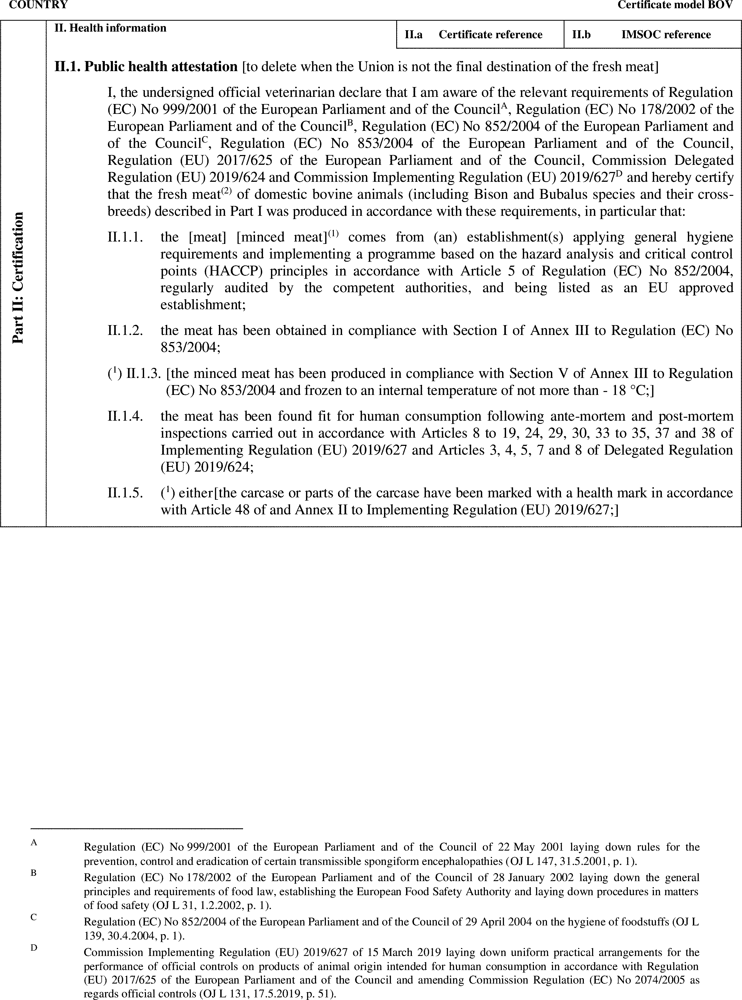 COUNTRY Certificate model BOV
II. Health information
II.a Certificate reference II.b IMSOC reference
Part II: Certification
II.1. Public health attestation [to delete when the Union is not the final destination of the fresh meat]
I, the undersigned official veterinarian declare that I am aware of the relevant requirements of Regulation
(EC) No 999/2001 of the European Parliament and of the Council^A, Regulation (EC) No 178/2002 of the
European Parliament and of the Council^B, Regulation (EC) No 852/2004 of the European Parliament and
of the Council^C, Regulation (EC) No 853/2004 of the European Parliament and of the Council,
Regulation (EU) 2017/625 of the European Parliament and of the Council, Commission Delegated
Regulation (EU) 2019/624 and Commission Implementing Regulation (EU) 2019/627^D and hereby certify
that the fresh meat(2) of domestic bovine animals (including Bison and Bubalus species and their cross-
breeds) described in Part I was produced in accordance with these requirements, in particular that:
II.1.1. the [meat] [minced meat](1) comes from (an) establishment(s) applying general hygiene
requirements and implementing a programme based on the hazard analysis and critical control
points (HACCP) principles in accordance with Article 5 of Regulation (EC) No 852/2004,
regularly audited by the competent authorities, and being listed as an EU approved
establishment;
II.1.2. the meat has been obtained in compliance with Section I of Annex III to Regulation (EC) No
853/2004;
(1) II.1.3. [the minced meat has been produced in compliance with Section V of Annex III to Regulation
(EC) No 853/2004 and frozen to an internal temperature of not more than - 18 °C;]
II.1.4. the meat has been found fit for human consumption following ante-mortem and post-mortem
inspections carried out in accordance with Articles 8 to 19, 24, 29, 30, 33 to 35, 37 and 38 of
Implementing Regulation (EU) 2019/627 and Articles 3, 4, 5, 7 and 8 of Delegated Regulation
(EU) 2019/624;
II.1.5. (1) either[the carcase or parts of the carcase have been marked with a health mark in accordance
with Article 48 of and Annex II to Implementing Regulation (EU) 2019/627;]
A Regulation (EC) No 999/2001 of the European Parliament and of the Council of 22 May 2001 laying down rules for the
prevention, control and eradication of certain transmissible spongiform encephalopathies (OJ L 147, 31.5.2001, p. 1).
B Regulation (EC) No 178/2002 of the European Parliament and of the Council of 28 January 2002 laying down the general
principles and requirements of food law, establishing the European Food Safety Authority and laying down procedures in matters
of food safety (OJ L 31, 1.2.2002, p. 1).
C Regulation (EC) No 852/2004 of the European Parliament and of the Council of 29 April 2004 on the hygiene of foodstuffs (OJ L
139, 30.4.2004, p. 1).
D Commission Implementing Regulation (EU) 2019/627 of 15 March 2019 laying down uniform practical arrangements for the
performance of official controls on products of animal origin intended for human consumption in accordance with Regulation
(EU) 2017/625 of the European Parliament and of the Council and amending Commission Regulation (EC) No 2074/2005 as
regards official controls (OJ L 131, 17.5.2019, p. 51).